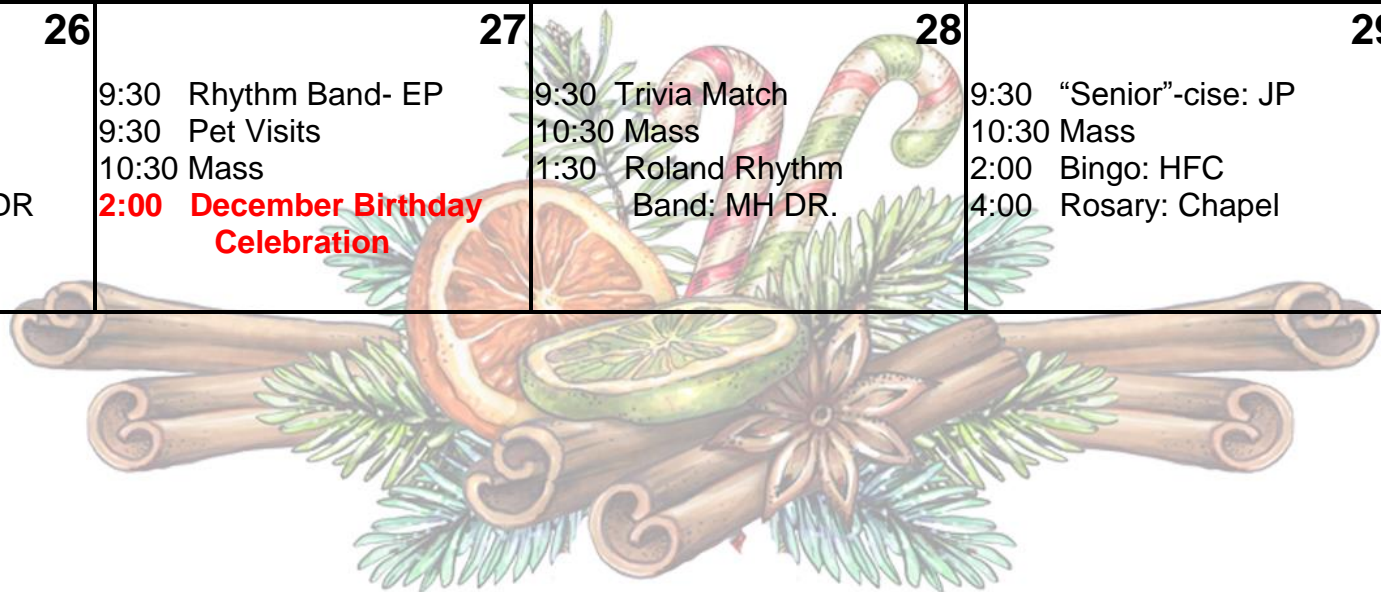 26
DR
27
9:30 Rhythm Band- EP
9:30 Pet Visits
10:30 Mass
2:00 December Birthday
Celebration
28
9:30 Trivia Match
10:30 Mass
1:30 Roland Rhythm
Band: MH DR.
29
9:30 “Senior”-cise: JP
10:30 Mass
2:00 Bingo: HFC
4:00 Rosary: Chapel